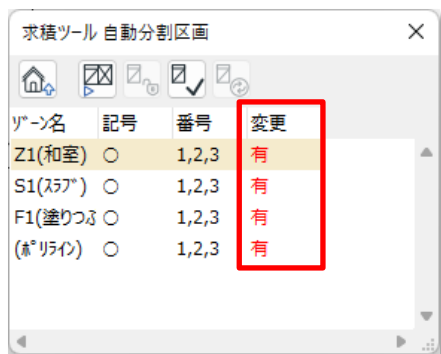 求積ツール 自動分割区画
ゾーン名 記号 番号 変更
Z1(和室) ○ 1,2,3 有
S1(ｽﾗﾌﾞ) ○ 1,2,3 有
F1(塗りつぶ ○ 1,2,3 有
(ﾎﾟﾘﾗｲﾝ) ○ 1,2,3 有